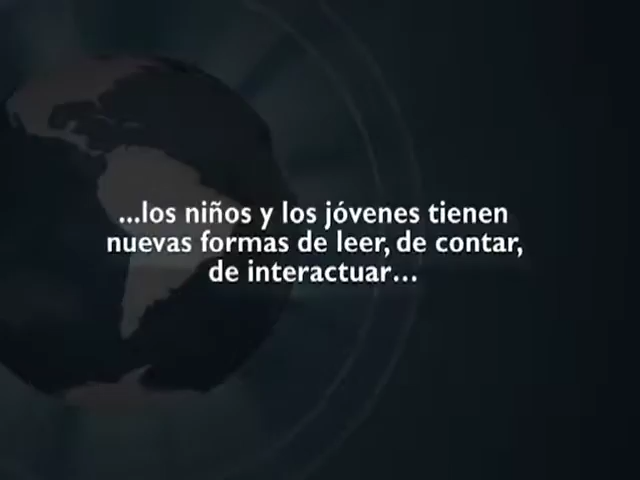 ...los niños y los jóvenes tienen
nuevas formas de leer, de contar,
de interactuar...